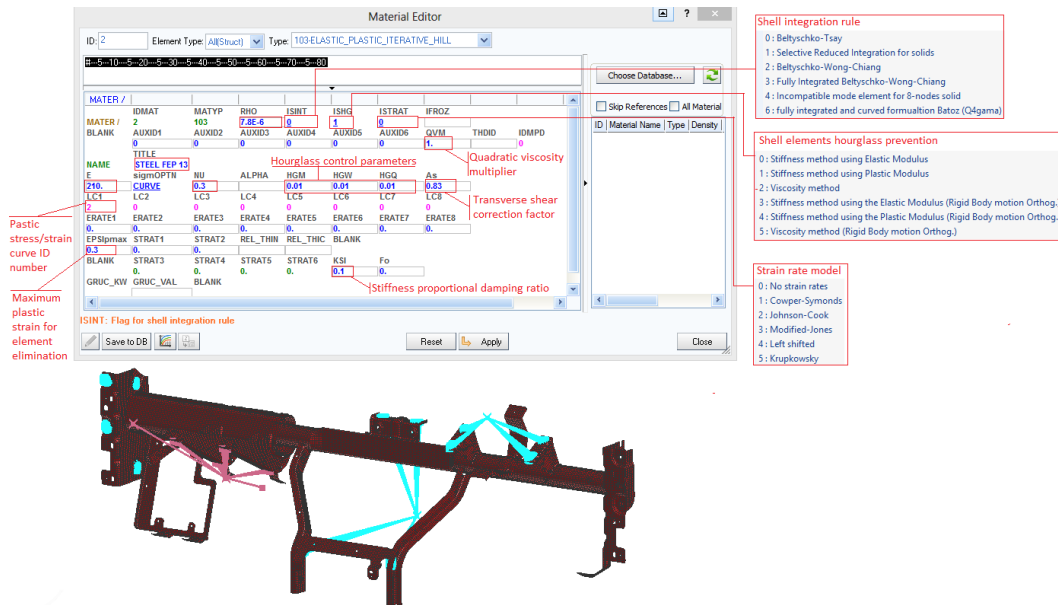 Material Editor
?
ID: 2 Element Type: All(Struct) Type: 103-ELASTIC_PLASTIC_ITERATIVE_HILL
#---5---10----5---20----5---30----5---40----5---50----5---60----5---70----5---80
Choose Database...
Skip References All Material
ID Material Name Type Density
MATER /
IDMAT MATYP RHO ISINT ISHG ISTRAT IFROZ
MATER / 2 103 7.8E-6 0 1 0
BLANK AUXID1 AUXID2 AUXID3 AUXID4 AUXID5 AUXID6 QVM THDID IDMPD
0 0 0 0 0 0 1. 0
TITLE
NAME STEEL FEP 13
Hourglass control parameters
Quadratic viscosity
multiplier
E sigmOPTN NU ALPHA HGM HGW HGQ As
210. CURVE 0.3 0.01 0.01 0.01 0.83
LC1 LC2 LC3 LC4 LC5 LC6 LC7 LC8
2 0 0 0 0 0 0 0
Transverse shear
correction factor
ERATE1 ERATE2 ERATE3 ERATE4 ERATE5 ERATE6 ERATE7 ERATE8
0. 0. 0. 0. 0. 0. 0. 0.
EPSIpmax STRAT1 STRAT2 REL_THIN REL_THIC BLANK
0.3 0. 0.
BLANK STRAT3 STRAT4 STRAT5 STRAT6 KSI Fo
0. 0. 0. 0. 0.1 0.
GRUC_KW GRUC_VAL BLANK
Stiffness proportional damping ratio
ISINT: Flag for shell integration rule
Save to DB
Reset
Apply
Close
Pastic
stress/strain
curve ID
number
Maximum
plastic
strain for
element
elimination
Shell integration rule
0 : Beltyschko-Tsay
1 : Selective Reduced Integration for solids
2 : Beltyschko-Wong-Chiang
3 : Fully Integrated Beltyschko-Wong-Chiang
4 : Incompatible mode element for 8-nodes solid
6 : fully integrated and curved formualtion Batoz (Q4gama)
Shell elements hourglass prevention
0 : Stiffness method using Elastic Modulus
1 : Stiffness method using Plastic Modulus
2 : Viscosity method
3 : Stiffness method using the Elastic Modulus (Rigid Body motion Orthog.)
4 : Stiffness method using the Plastic Modulus (Rigid Body motion Orthog.)
5 : Viscosity method (Rigid Body motion Orthog.)
Strain rate model
0 : No strain rates
1 : Cowper-Symonds
2 : Johnson-Cook
3 : Modified-Jones
4 : Left shifted
5 : Krupkowsky